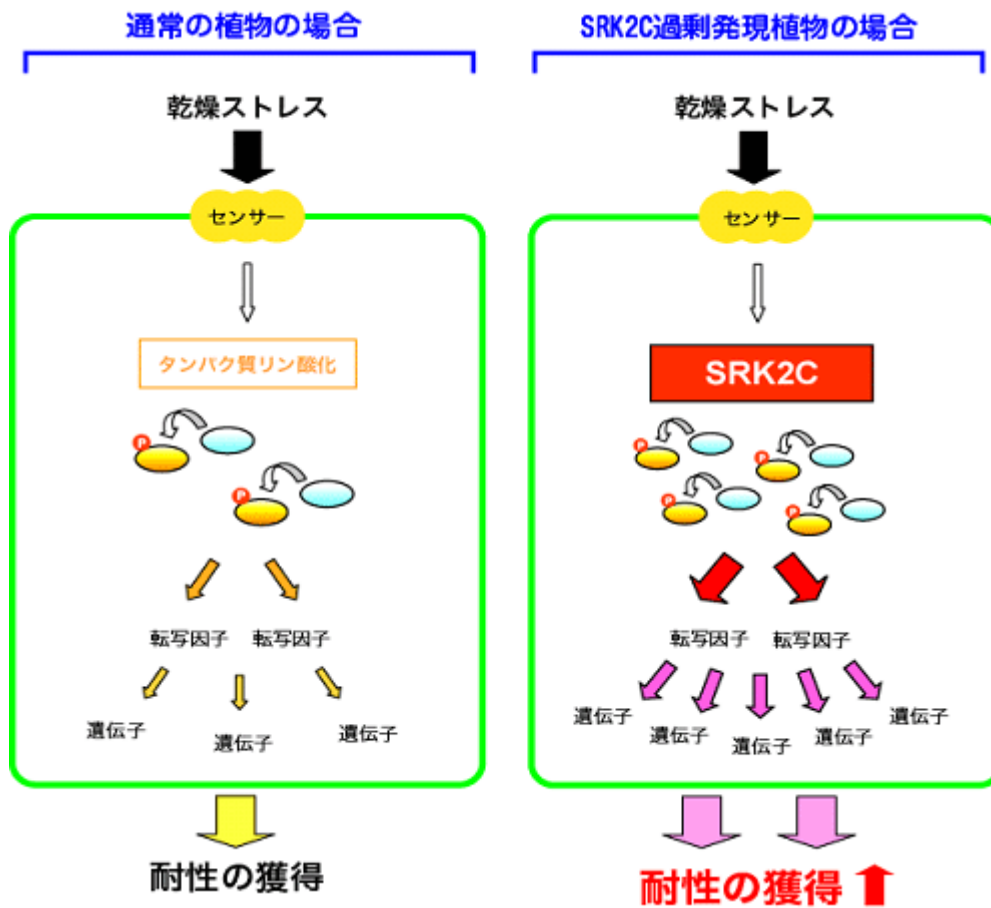 通常の植物の場合
乾燥ストレス
センサー
タンパク質リン酸化
P
P
転写因子 転写因子
遺伝子 遺伝子 遺伝子
耐性の獲得
SRK2C過剰発現植物の場合
乾燥ストレス
センサー
SRK2C
P
P
P
P
転写因子 転写因子
遺伝子 遺伝子 遺伝子 遺伝子 遺伝子
耐性の獲得